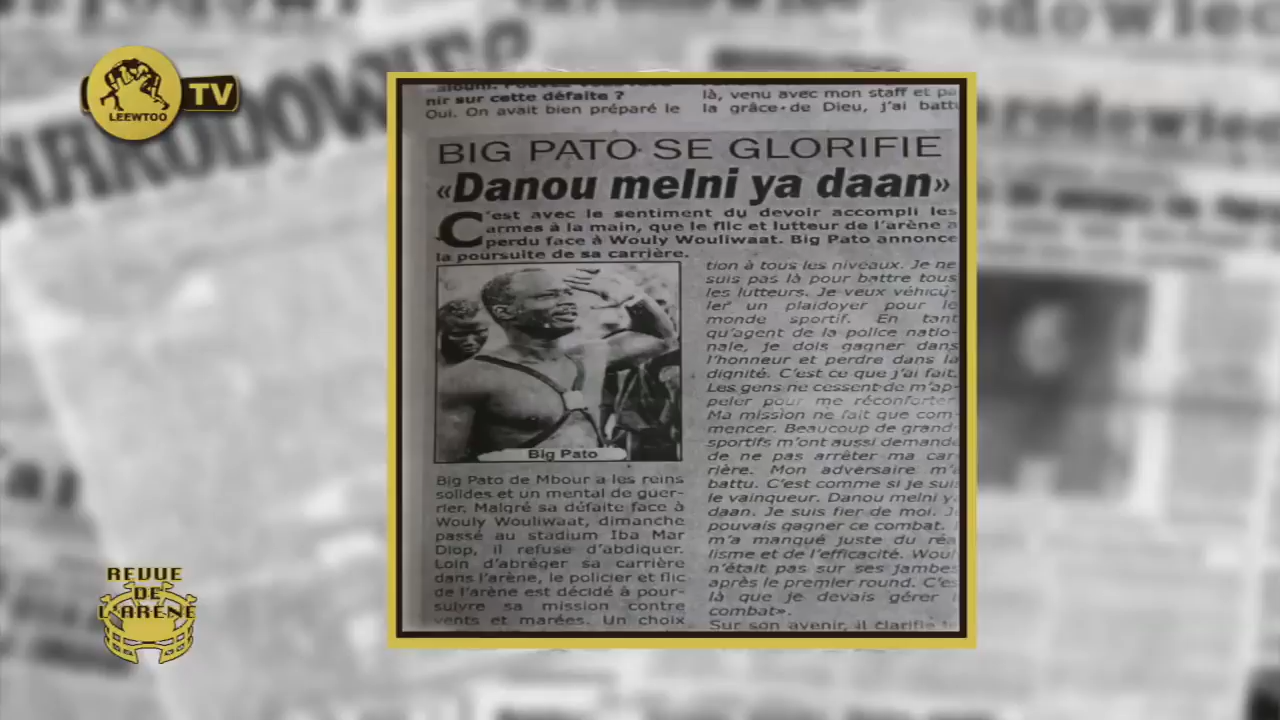 LEEWTOO
TV
NARODOWIEC
nir sur cette défaite ?
Oui. On avait bien préparé le
là, venu avec mon staff et
la grâce de Dieu, j'ai
BIG PATO SE GLORIFIE
«Danou melni ya daan»
C'est avec le sentiment du devoir accompli les
armes à la main, que le flic et lutteur de l'arène a
perdu face à Wouly Wouliwaat. Big Pato annonce
la poursuite de sa carrière.
Big Pato
Big Pato de Mbour a les reins
solides et un mental de guer-
rier. Malgré sa défaite face à
Wouly Wouliwaat, dimanche
passé au stadium Iba Mar
Diop, il refuse d'abdiquer.
Loin d'abréger sa carrière
dans l'arène, le policier et flic
de l'arène est décidé à pour-
suivre sa mission contre
vents et marées. Un choix
tion à tous les niveaux. Je ne
suis pas là pour battre tous
les lutteurs. Je veux véhicu-
ler un plaidoyer pour le
monde sportif. En tant
qu'agent de la police natio-
nale, je dois gagner dans
l'honneur et perdre dans la
dignité. C'est ce que j'ai fait.
Les gens ne cessent de m'ap-
peler pour me réconforter.
Ma mission ne fait que com-
mencer. Beaucoup de grand
sportifs m'ont aussi demandé
de ne pas arrêter ma car
rière. Mon adversaire m'a
battu. C'est comme si je sui
le vainqueur. Danou melni y
daan. Je suis fier de moi. J
pouvais gagner ce combat.
m'a manqué juste du réa
lisme et de l'efficacité. Woul
n'était pas sur ses jambe
après le premier round. C'e
là que je devais gérer
combat».
Sur son avenir, il clarifie
REVUE
DE
L'ARÉNE